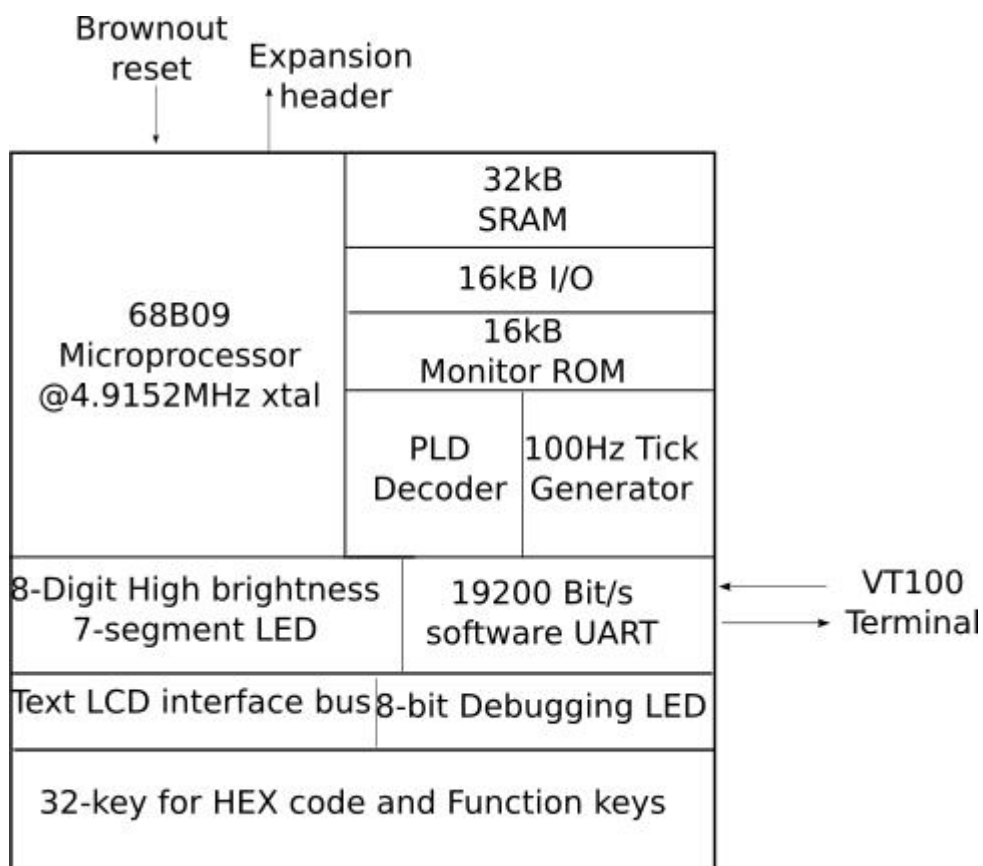 Brownout
reset
Expansion
header
32kB
SRAM
16kB I/O
16kB
Monitor ROM
68B09
Microprocessor
@4.9152MHz xtal
PLD
Decoder
100Hz Tick
Generator
8-Digit High brightness
7-segment LED
19200 Bit/s
software UART
VT100
Terminal
Text LCD interface bus
8-bit Debugging LED
32-key for HEX code and Function keys